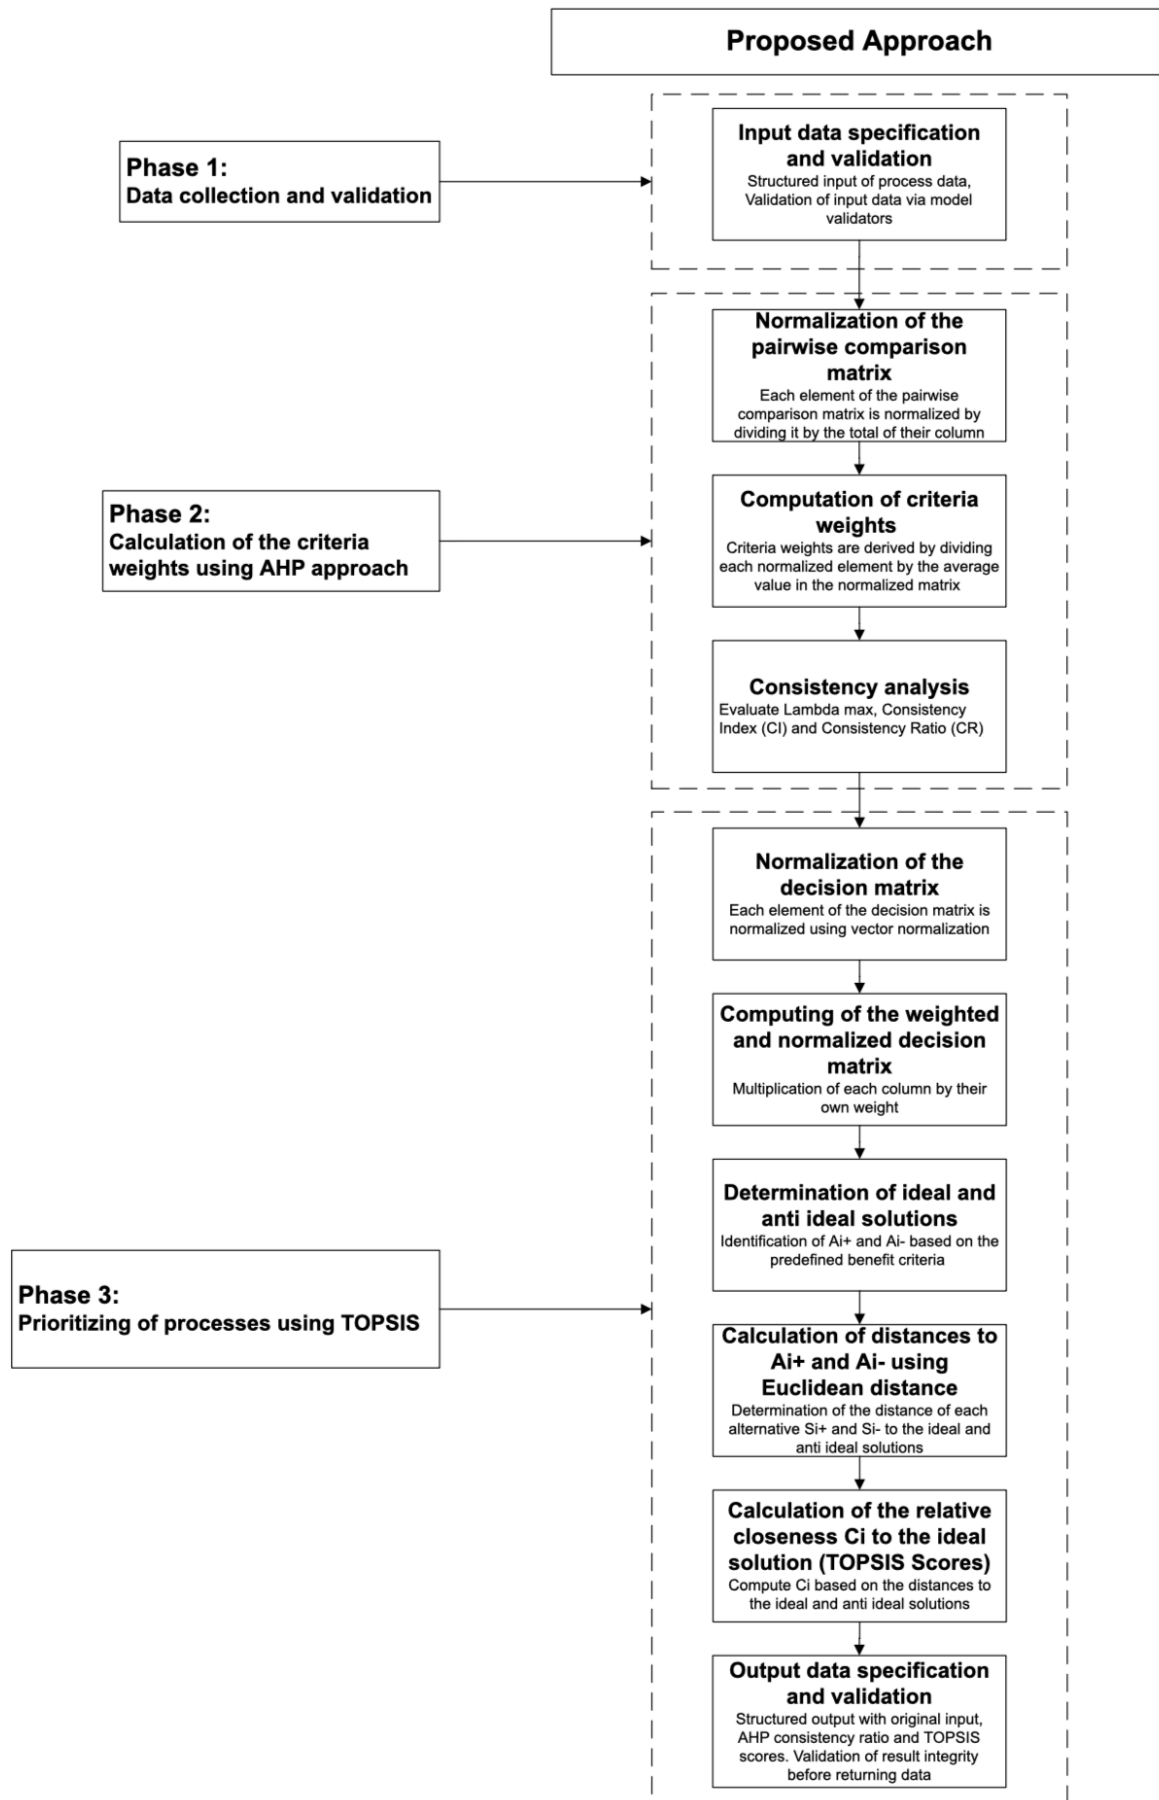 Proposed Approach
Phase 1:
Data collection and validation
Input data specification
and validation
Structured input of process data,
Validation of input data via model
validators
Phase 2:
Calculation of the criteria
weights using AHP approach
Normalization of the
pairwise comparison
matrix
Each element of the pairwise
comparison matrix is normalized by
dividing it by the total of their column
Computation of criteria
weights
Criteria weights are derived by dividing
each normalized element by the average
value in the normalized matrix
Consistency analysis
Evaluate Lambda max, Consistency
Index (CI) and Consistency Ratio (CR)
Phase 3:
Prioritizing of processes using TOPSIS
Normalization of the
decision matrix
Each element of the decision matrix is
normalized using vector normalization
Computing of the weighted
and normalized decision
matrix
Multiplication of each column by their
own weight
Determination of ideal and
anti ideal solutions
Identification of Ai+ and Ai- based on the
predefined benefit criteria
Calculation of distances to
Ai+ and Ai- using
Euclidean distance
Determination of the distance of each
alternative Si+ and Si- to the ideal and
anti ideal solutions
Calculation of the relative
closeness Ci to the ideal
solution (TOPSIS Scores)
Compute Ci based on the distances to
the ideal and anti ideal solutions
Output data specification
and validation
Structured output with original input,
AHP consistency ratio and TOPSIS
scores. Validation of result integrity
before returning data